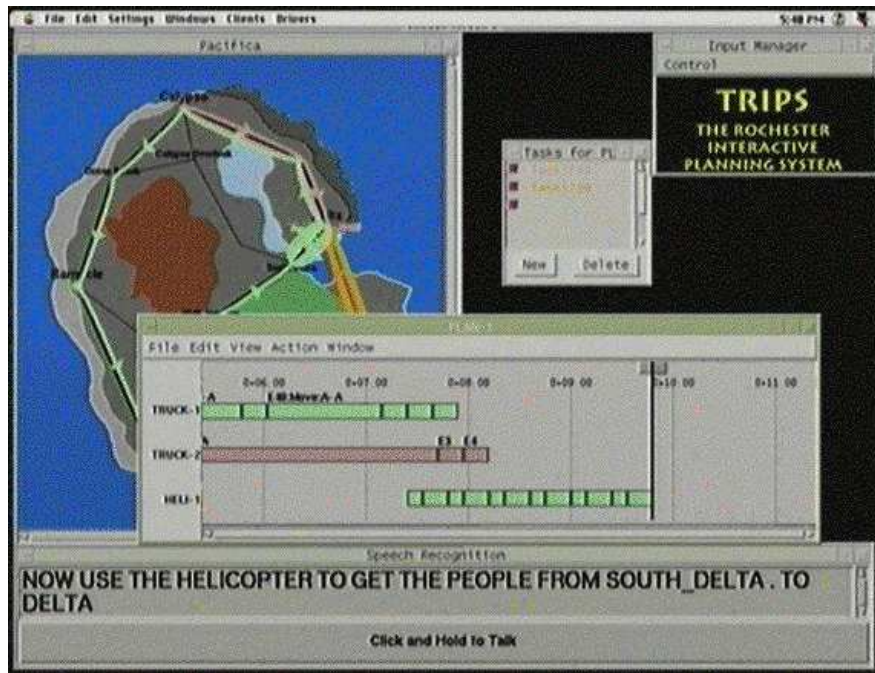 File Edit Settings Windows Clients Drivers
5:48 PM
Pacifica
Calypso
Barnacle
Input Manager
Control
TRIPS
THE ROCHESTER
INTERACTIVE
PLANNING SYSTEM
Tasks for PL
New Delete
File Edit View Action Window
0+06 00 0+07 00 0+08 00 0+09 00 0+10 00 0+11 00
A
TRUCK-1
A E3 E4
TRUCK-2
HELI-1
Speech Recognition
NOW USE THE HELICOPTER TO GET THE PEOPLE FROM SOUTH_DELTA . TO
DELTA
Click and Hold to Talk